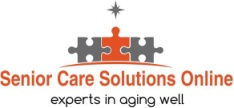 Senior Care Solutions Online
experts in aging well